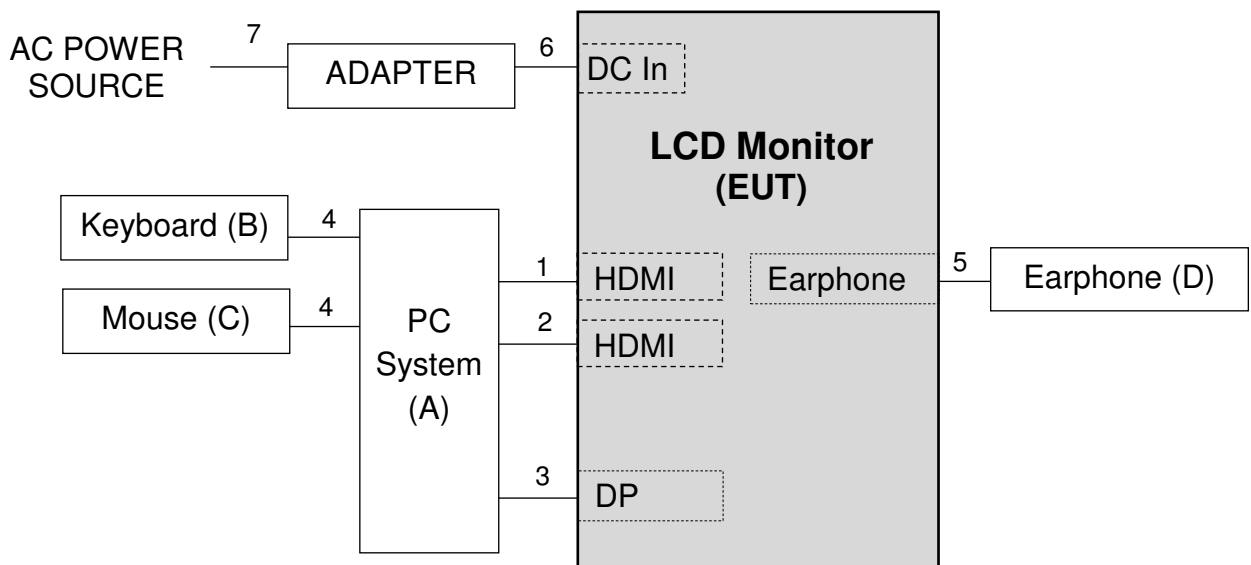 AC POWER
SOURCE
7
ADAPTER
6
DC In
LCD Monitor
(EUT)
Keyboard (B)
4
Mouse (C)
4
PC
System
(A)
1
HDMI
2
HDMI
3
DP
Earphone
5
Earphone (D)